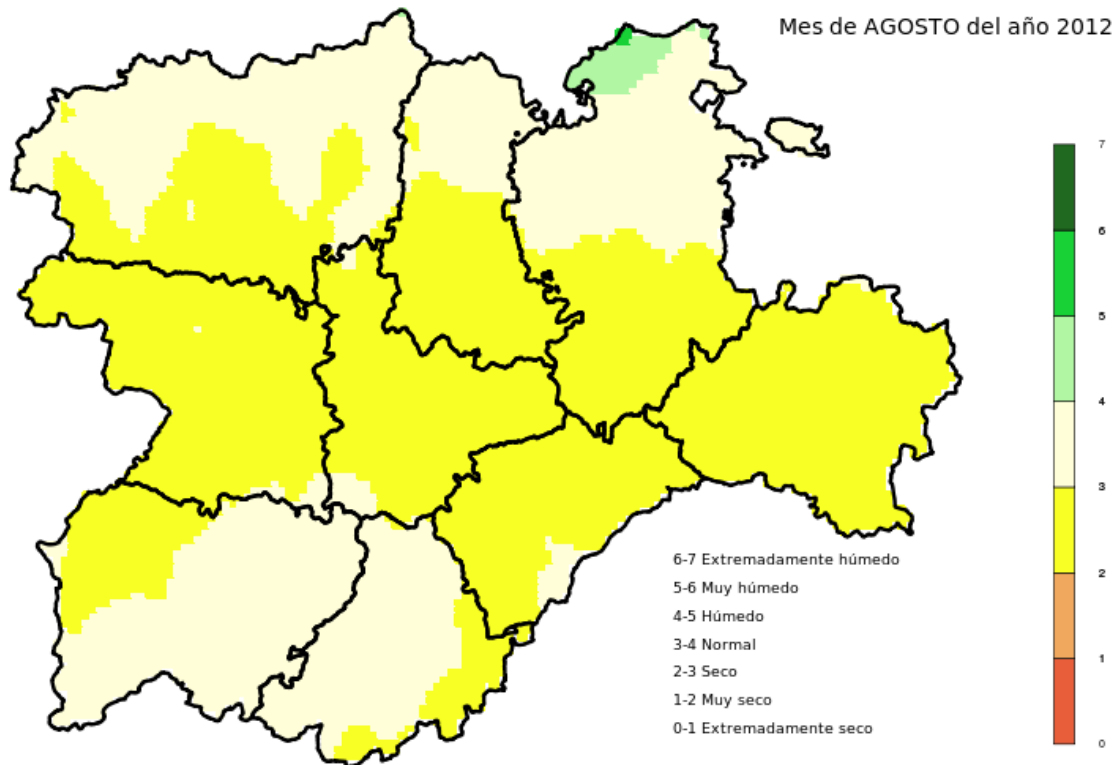 Mes de AGOSTO del año 2012
7
6
5
4
3
2
1
0
6-7 Extremadamente húmedo
5-6 Muy húmedo
4-5 Húmedo
3-4 Normal
2-3 Seco
1-2 Muy seco
0-1 Extremadamente seco